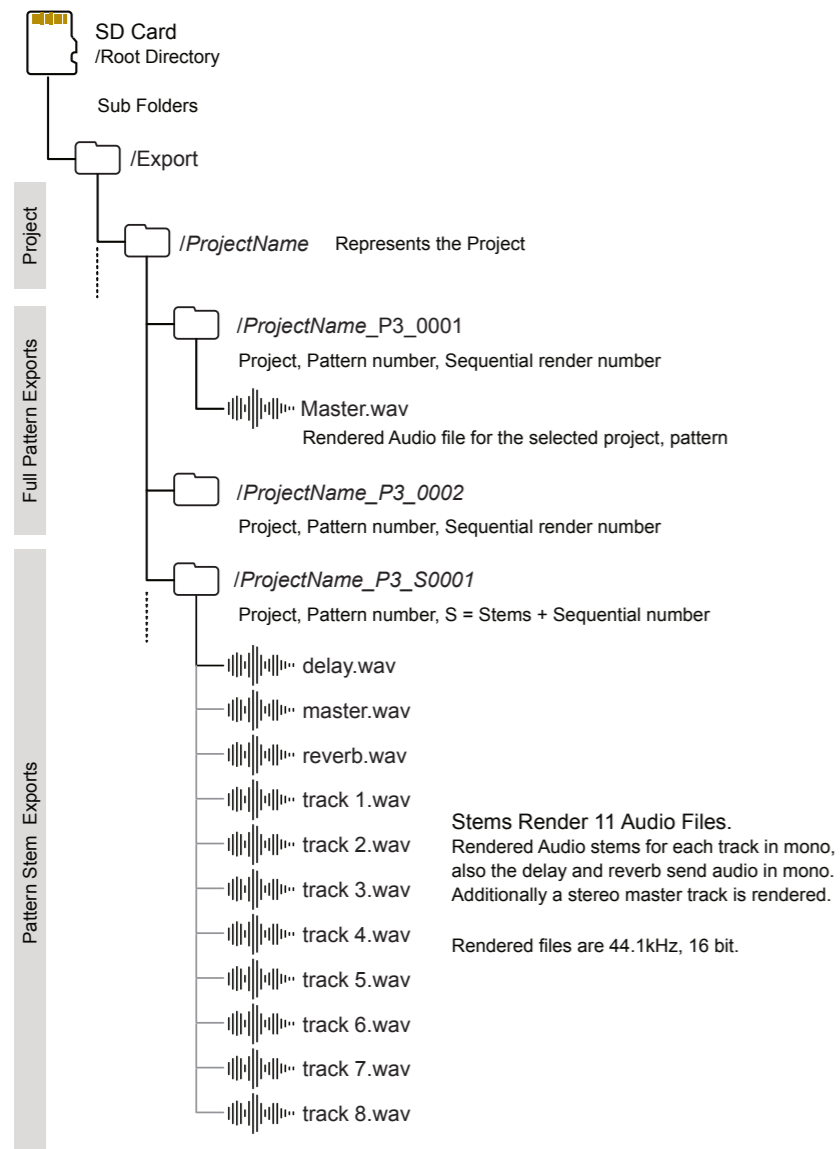 SD Card
/Root Directory
Sub Folders
/Export
Project
/ProjectName Represents the Project
Full Pattern Exports
/ProjectName_P3_0001
Project, Pattern number, Sequential render number
Master.wav
Rendered Audio file for the selected project, pattern
/ProjectName_P3_0002
Project, Pattern number, Sequential render number
Pattern Stem Exports
/ProjectName_P3_S0001
Project, Pattern number, S = Stems + Sequential number
delay.wav
master.wav
reverb.wav
track 1.wav
track 2.wav
track 3.wav
track 4.wav
track 5.wav
track 6.wav
track 7.wav
track 8.wav
Stems Render 11 Audio Files.
Rendered Audio stems for each track in mono,
also the delay and reverb send audio in mono.
Additionally a stereo master track is rendered.
Rendered files are 44.1kHz, 16 bit.